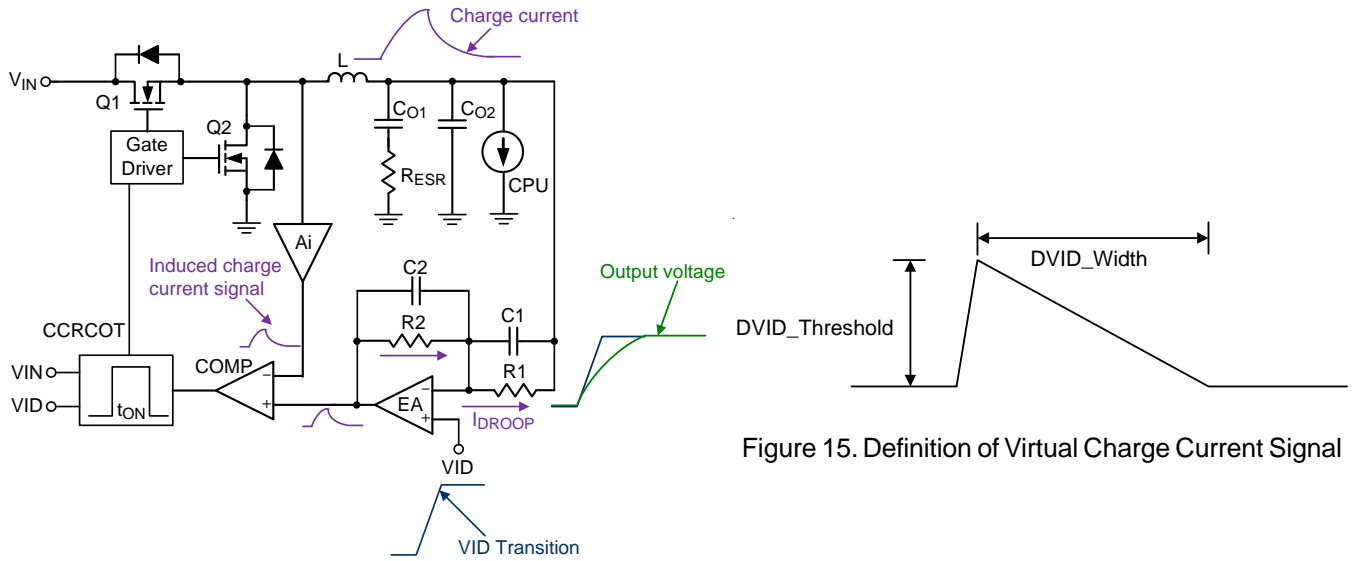 Charge current
L
VIN
Q1
CO1
CO2
Q2
Gate
Driver
RESR
CPU
Ai
Induced charge
current signal
C2
Output voltage
R2
C1
CCRCOT
COMP
R1
VIN
VID
tON
EA
IDROOP
VID
VID Transition
DVID_Width
DVID_Threshold
Figure 15. Definition of Virtual Charge Current Signal